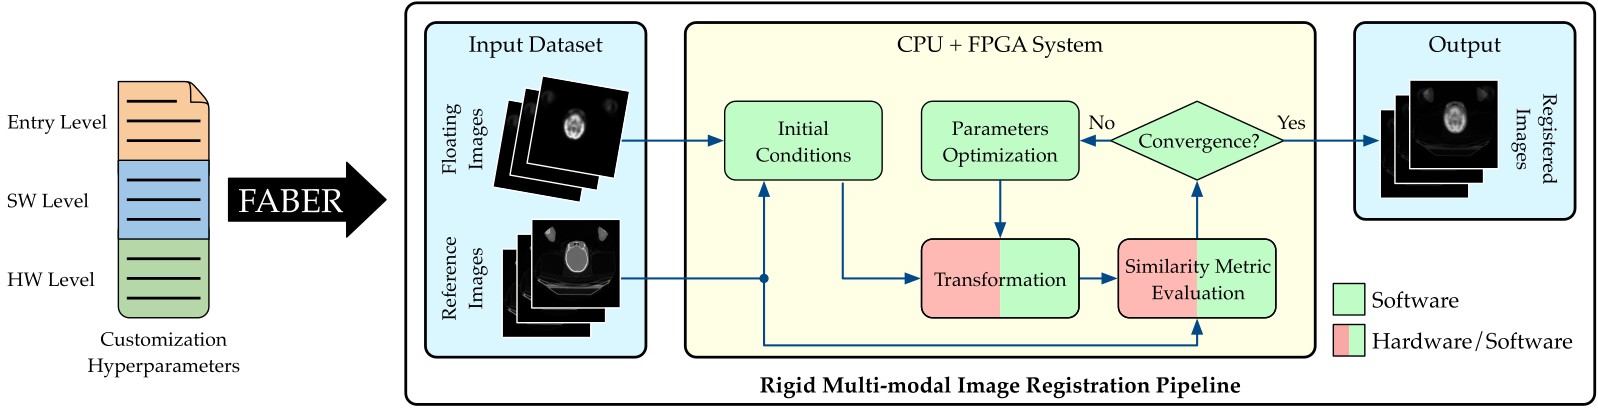 Entry Level
SW Level
HW Level
Customization
Hyperparameters
FABER
Input Dataset
Floating
Images
Reference
Images
CPU + FPGA System
Initial
Conditions
Parameters
Optimization
No
Convergence?
Yes
Transformation
Similarity Metric
Evaluation
Output
Registered
Images
Software
Hardware/Software
Rigid Multi-modal Image Registration Pipeline